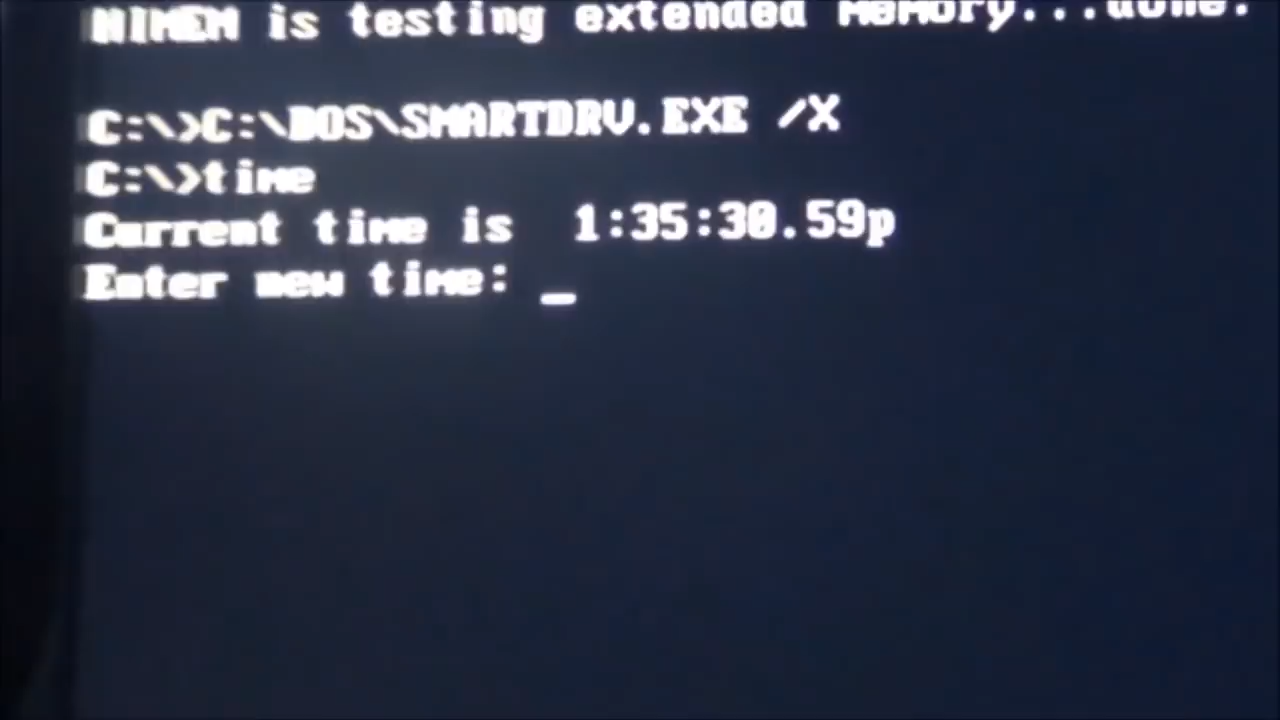 HIMEM is testing extended memory...done.
C:\>C:\DOS\SMARTDRV.EXE /X
C:\>time
Current time is  1:35:30.59p
Enter new time: _